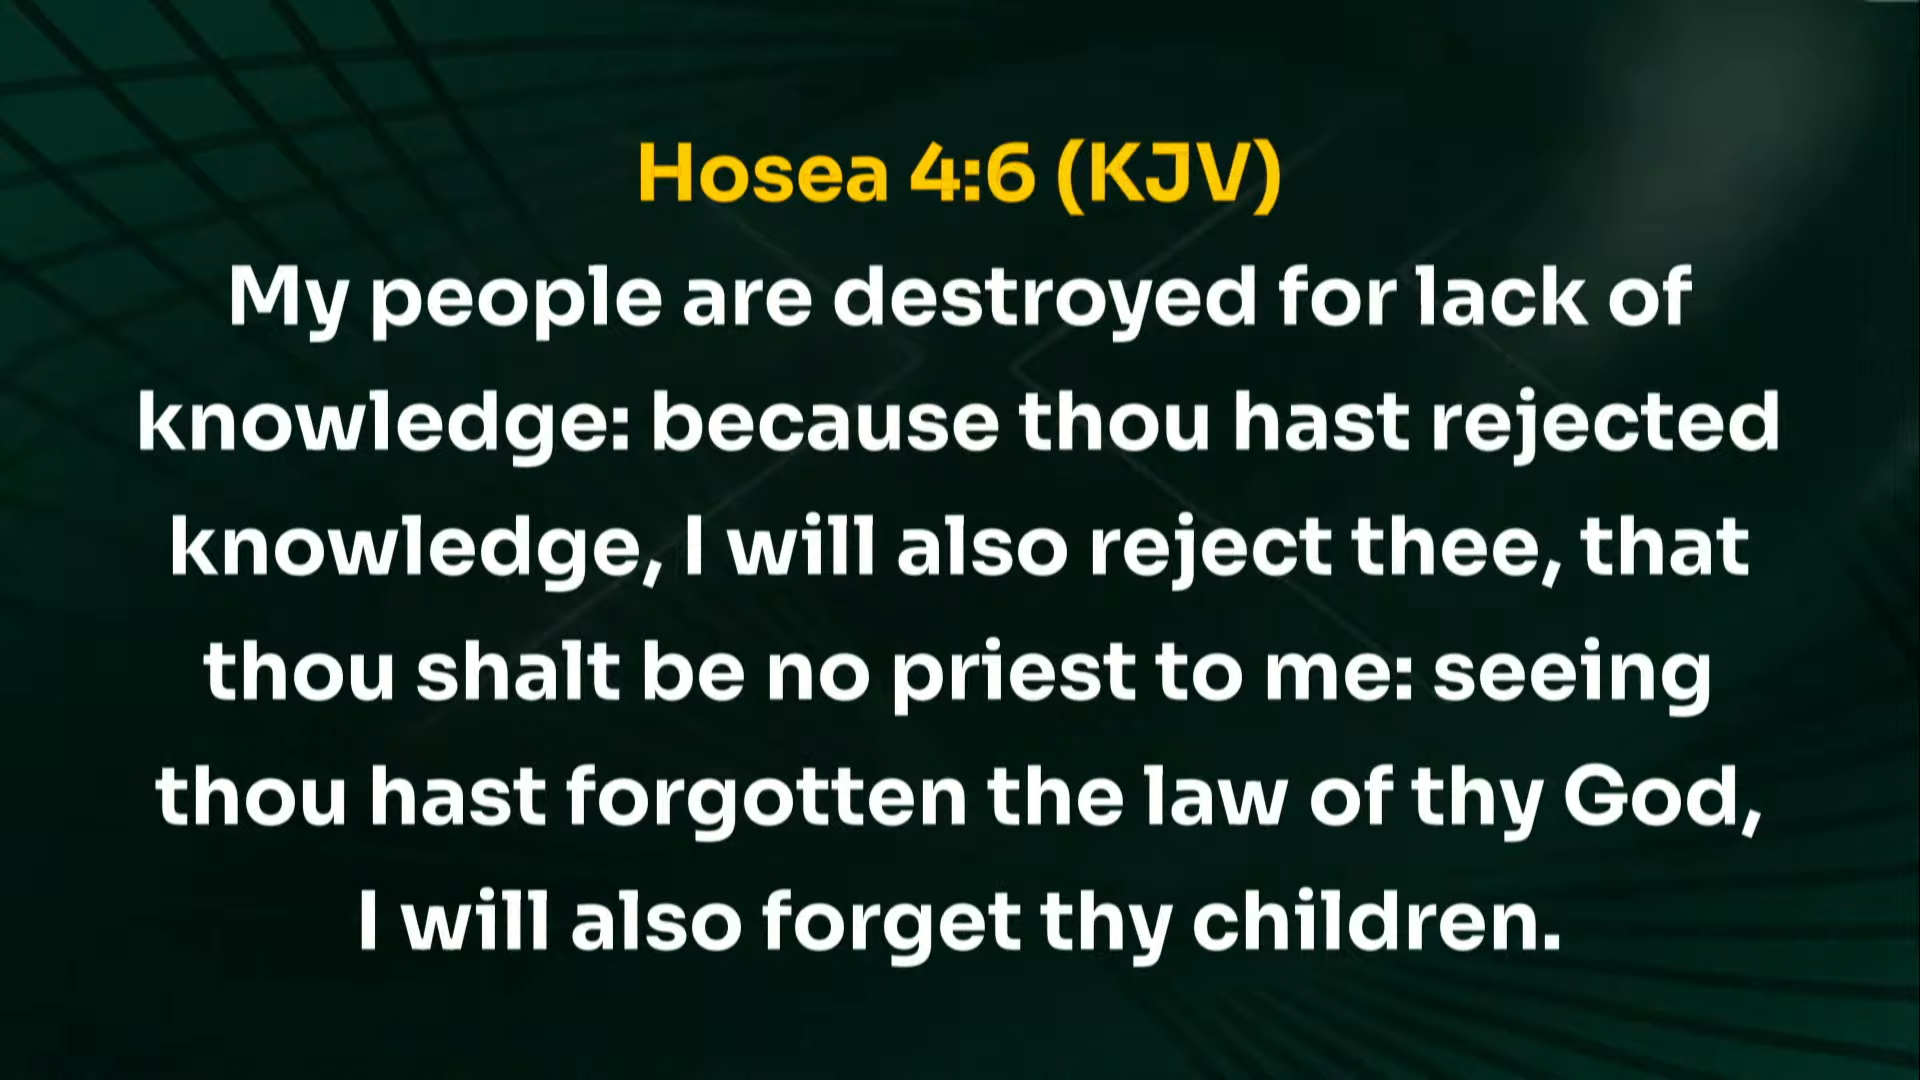 Hosea 4:6 (KJV)
My people are destroyed for lack of
knowledge: because thou hast rejected
knowledge, I will also reject thee, that
thou shalt be no priest to me: seeing
thou hast forgotten the law of thy God,
I will also forget thy children.